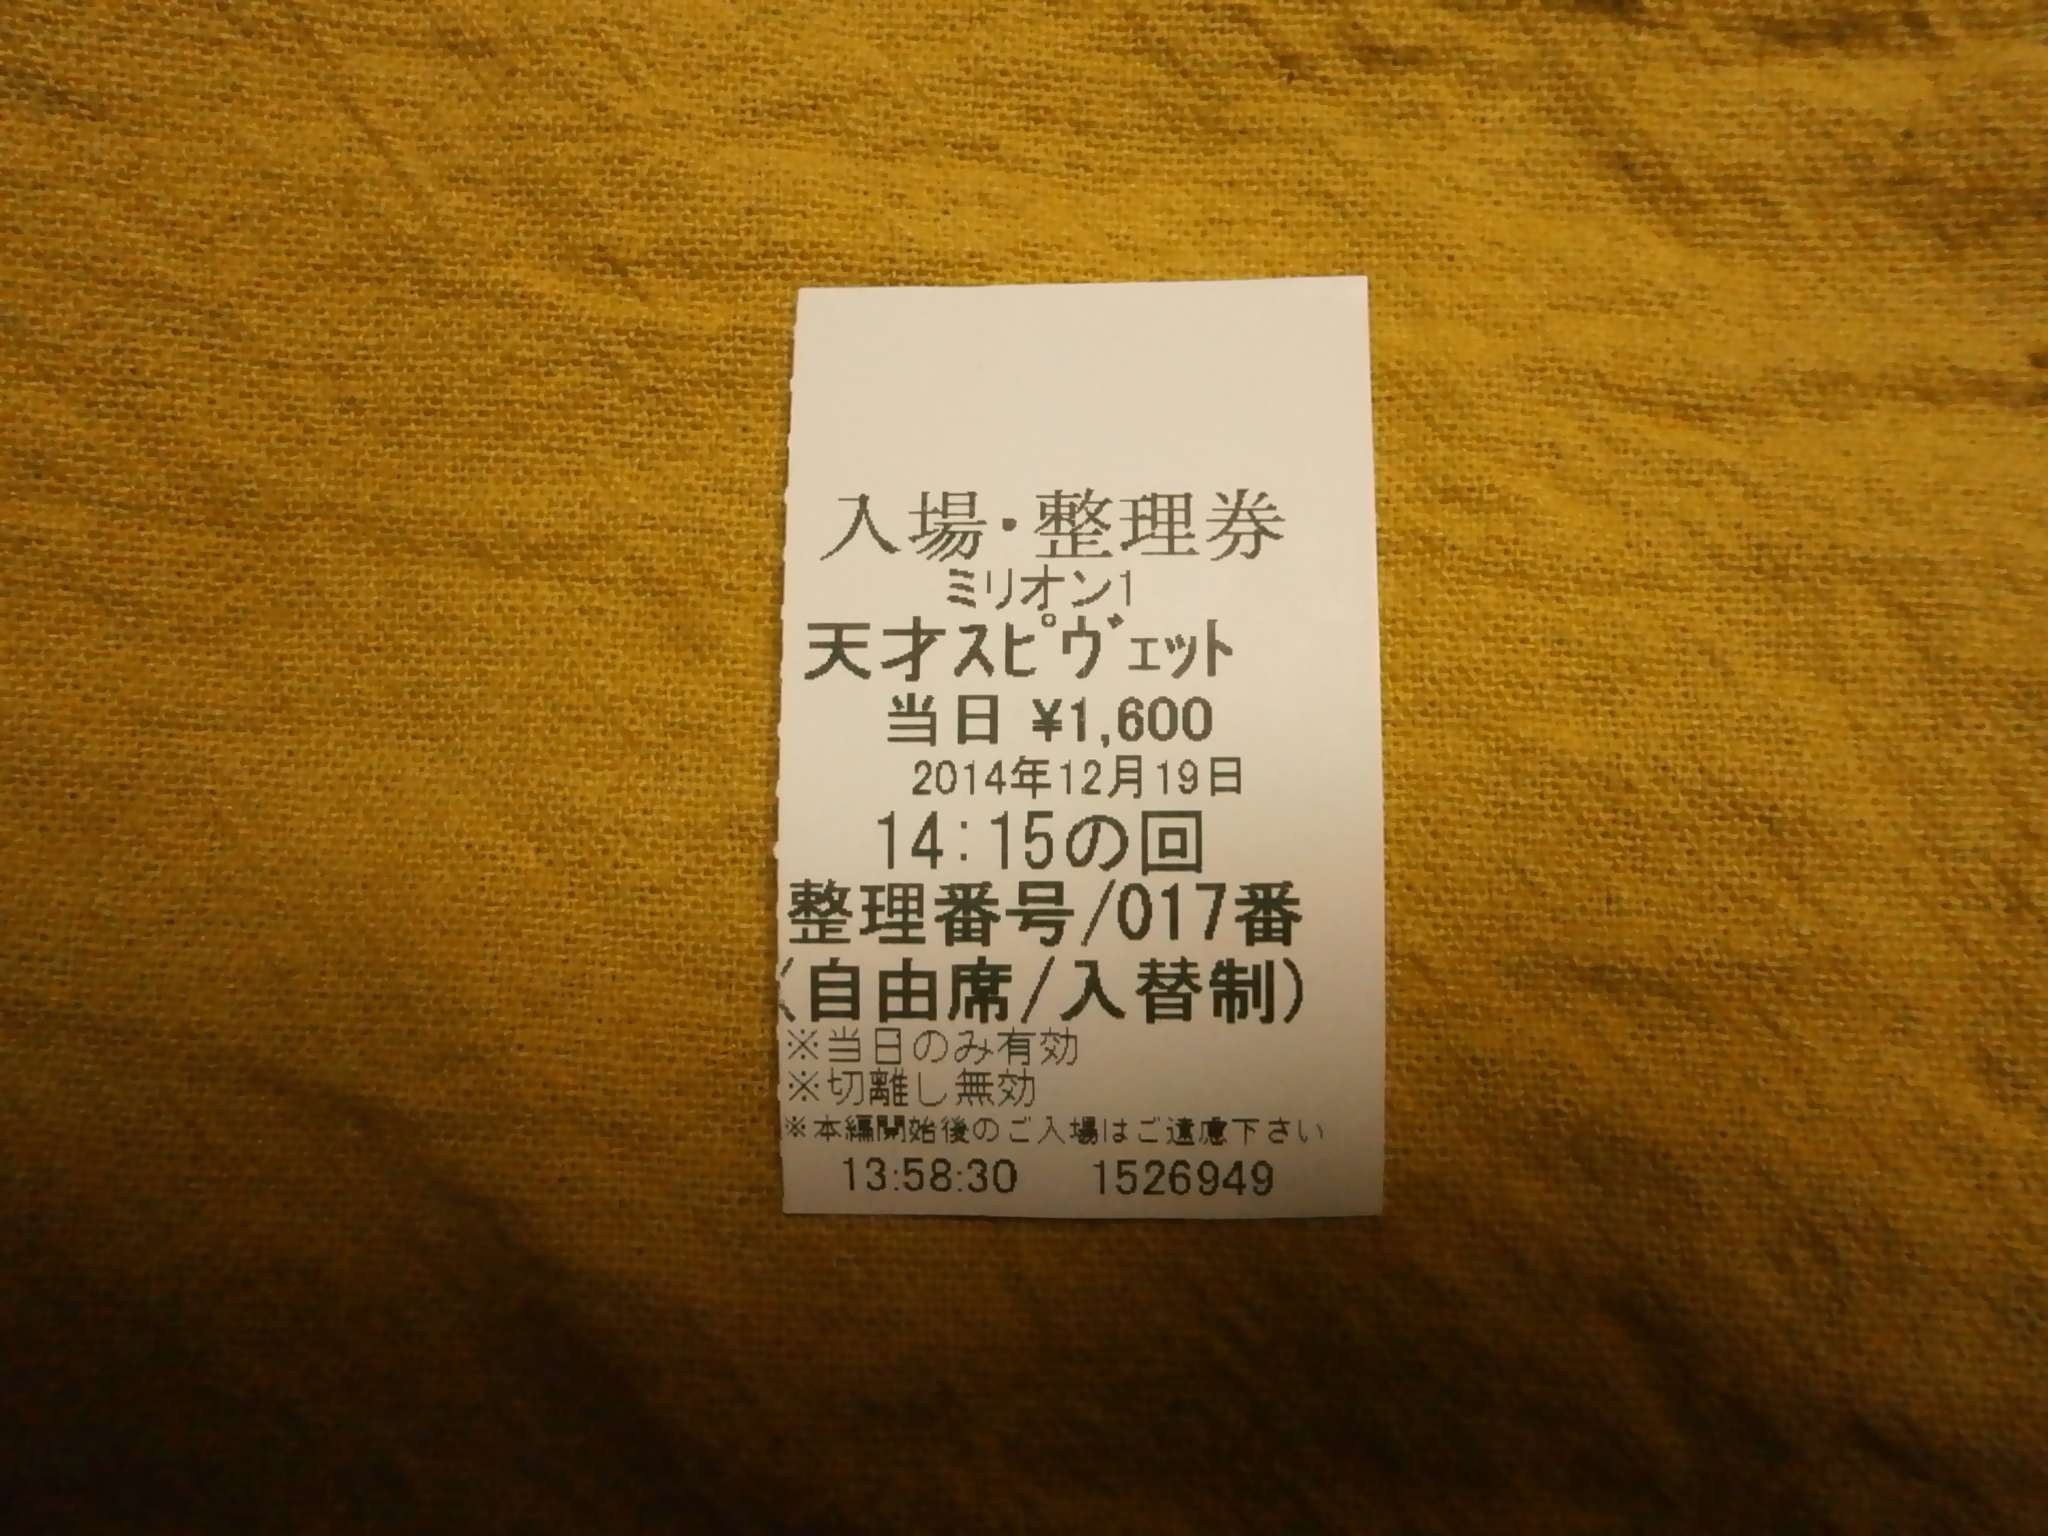 入場・整理券
ミリオン1
天才ｽﾋﾟｳﾞｪｯﾄ
当日 ¥1,600
2014年12月19日
14:15の回
整理番号/017番
(自由席/入替制)
※当日のみ有効
※切離し無効
※本編開始後のご入場はご遠慮下さい
13:58:30 1526949